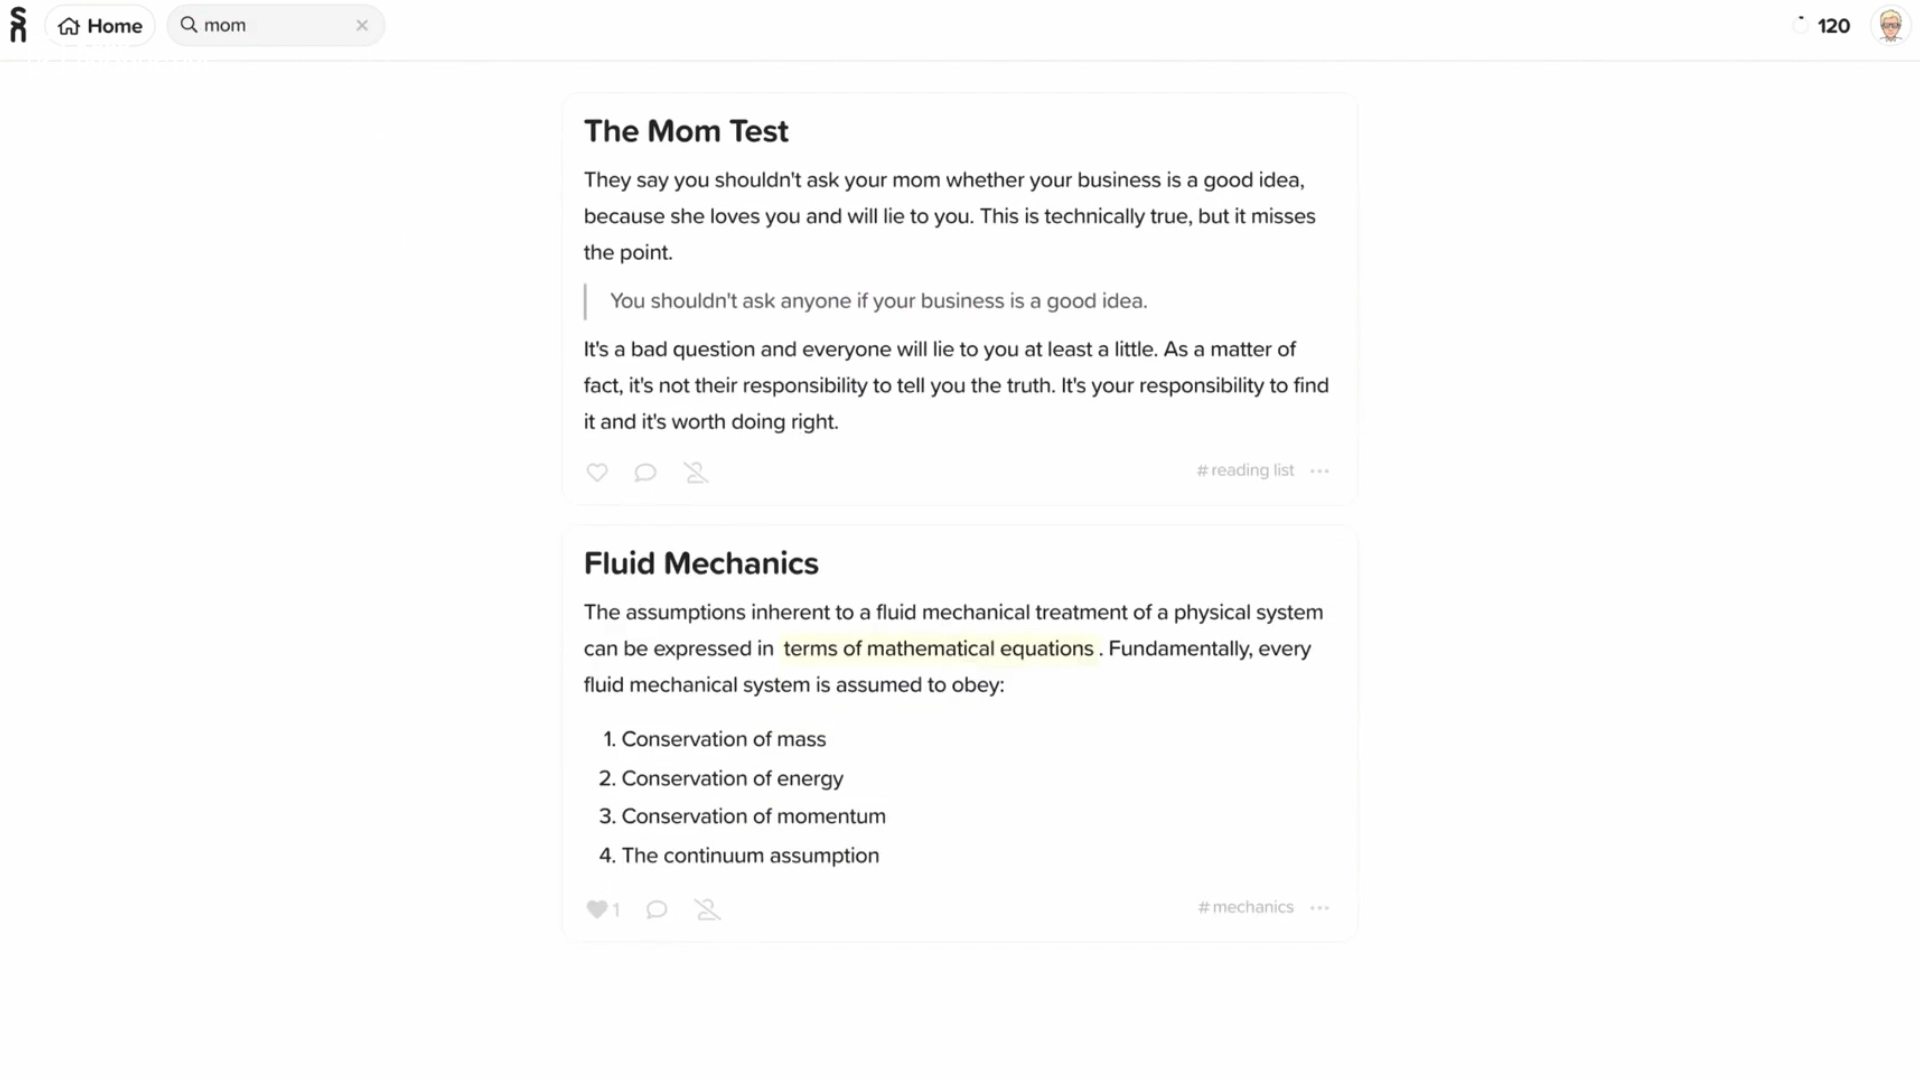 Home
mom
120
The Mom Test
They say you shouldn't ask your mom whether your business is a good idea,
because she loves you and will lie to you. This is technically true, but it misses
the point.
You shouldn't ask anyone if your business is a good idea.
It's a bad question and everyone will lie to you at least a little. As a matter of
fact, it's not their responsibility to tell you the truth. It's your responsibility to find
it and it's worth doing right.
#reading list
Fluid Mechanics
The assumptions inherent to a fluid mechanical treatment of a physical system
can be expressed in terms of mathematical equations. Fundamentally, every
fluid mechanical system is assumed to obey:
1. Conservation of mass
2. Conservation of energy
3. Conservation of momentum
4. The continuum assumption
1
#mechanics